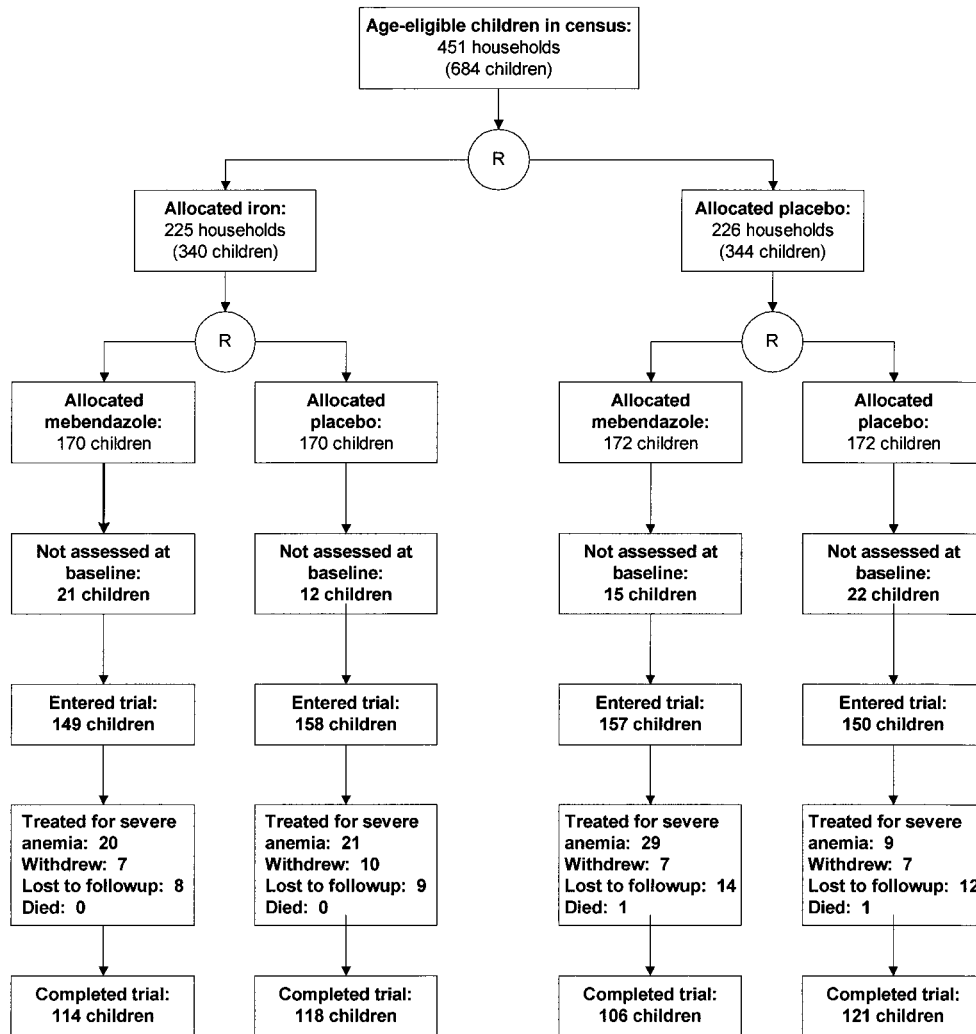 Age-eligible children in census:
451 households
(684 children)
R
Allocated iron:
225 households
(340 children)
Allocated placebo:
226 households
(344 children)
R
R
Allocated
mebendazole:
170 children
Allocated
placebo:
170 children
Allocated
mebendazole:
172 children
Allocated
placebo:
172 children
Not assessed at
baseline:
21 children
Not assessed at
baseline:
12 children
Not assessed at
baseline:
15 children
Not assessed at
baseline:
22 children
Entered trial:
149 children
Entered trial:
158 children
Entered trial:
157 children
Entered trial:
150 children
Treated for severe
anemia: 20
Withdrew: 7
Lost to followup: 8
Died: 0
Treated for severe
anemia: 21
Withdrew: 10
Lost to followup: 9
Died: 0
Treated for severe
anemia: 29
Withdrew: 7
Lost to followup: 14
Died: 1
Treated for severe
anemia: 9
Withdrew: 7
Lost to followup: 12
Died: 1
Completed trial:
114 children
Completed trial:
118 children
Completed trial:
106 children
Completed trial:
121 children